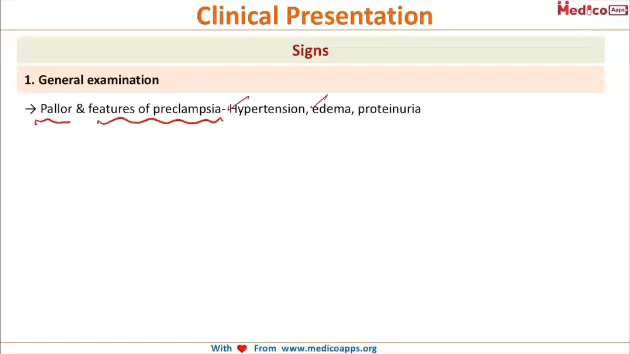 Clinical Presentation
Medico Apps
Signs
1. General examination
→ Pallor & features of preclampsia- Hypertension, edema, proteinuria
With ❤ From www.medicoapps.org